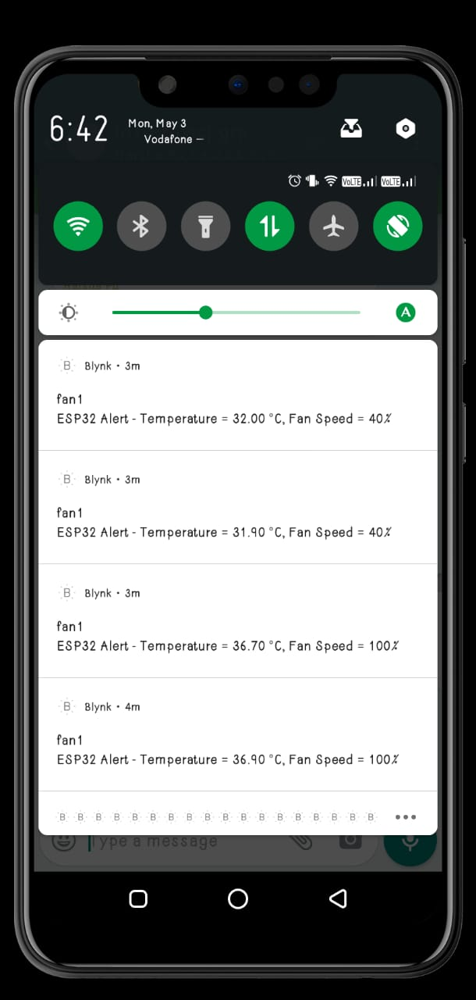 6:42
Mon, May 3
Vodafone —
VoLTE VoLTE
A
B Blynk • 3m
fan1
ESP32 Alert - Temperature = 32.00 °C, Fan Speed = 40%
B Blynk • 3m
fan1
ESP32 Alert - Temperature = 31.90 °C, Fan Speed = 40%
B Blynk • 3m
fan1
ESP32 Alert - Temperature = 36.70 °C, Fan Speed = 100%
B Blynk • 4m
fan1
ESP32 Alert - Temperature = 36.90 °C, Fan Speed = 100%
B B B B B B B B B B B B B B B B B B
Type a message